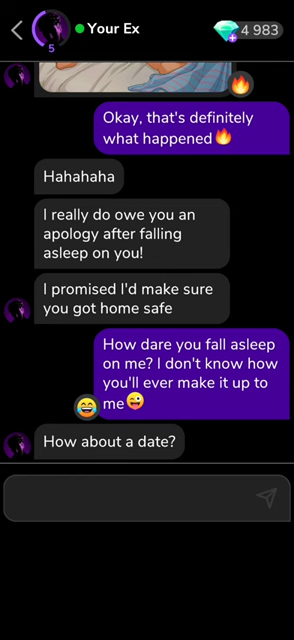 Your Ex
4 983
5
Okay, that's definitely
what happened🔥
Hahahaha
I really do owe you an
apology after falling
asleep on you!
I promised I'd make sure
you got home safe
How dare you fall asleep
on me? I don't know how
you'll ever make it up to
me😜
How about a date?